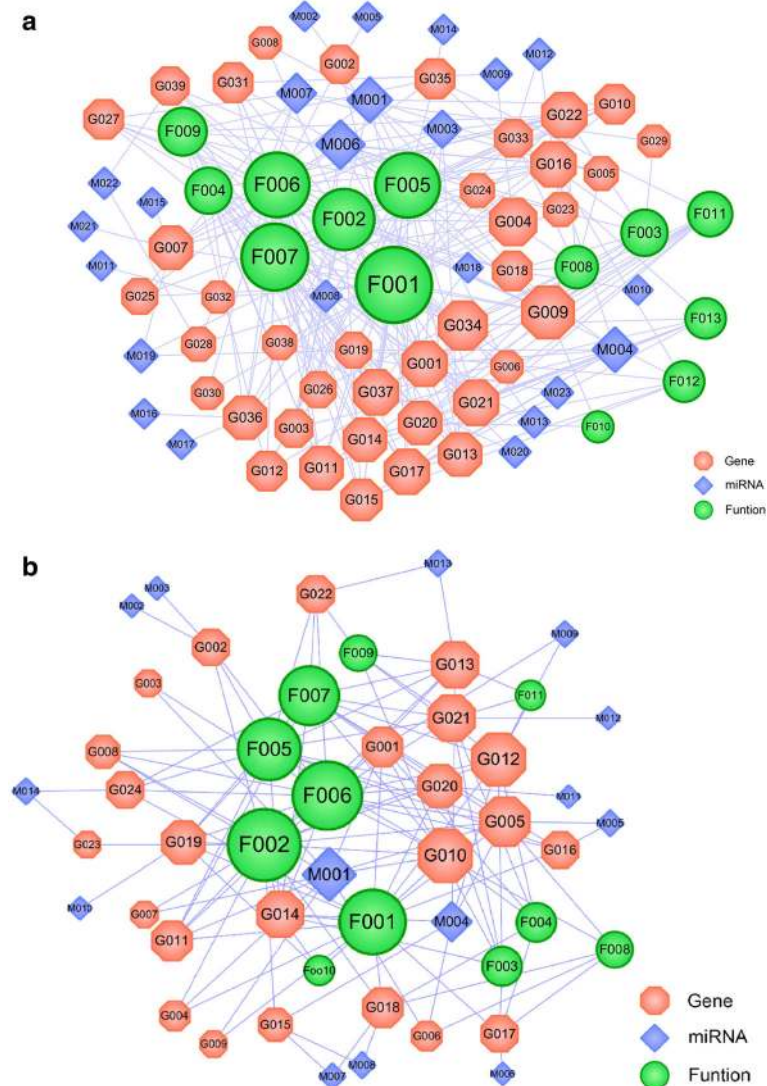 a
M002
M005
G008
M014
G002
M012
M009
G039
G031
G035
M007
M001
G010
G027
G022
F009
M003
G033
M006
G029
G016
M022
F006
F005
G005
F004
G024
M015
F002
G004
G023
F011
M021
F003
G007
F007
M011
M018
G018
F008
F001
M010
G025
G032
M008
G009
F013
G034
G028
G038
G019
M004
M019
G001
G006
F012
G030
G026
G037
M023
G021
M016
G036
G003
G020
M013
F010
M017
G014
G013
M020
G012
G011
G017
G015
Gene
miRNA
Funtion
b
M013
M003
M002
G022
M009
G002
F009
G013
G003
F007
F011
G021
M012
F005
G001
G008
G012
G024
F006
G020
M014
M011
G005
M005
G019
F002
G023
G010
G016
M001
M010
G007
G014
F001
M004
F004
G011
F008
Foo10
F003
G004
G018
G015
G006
G017
G009
M008
M007
M006
Gene
miRNA
Funtion